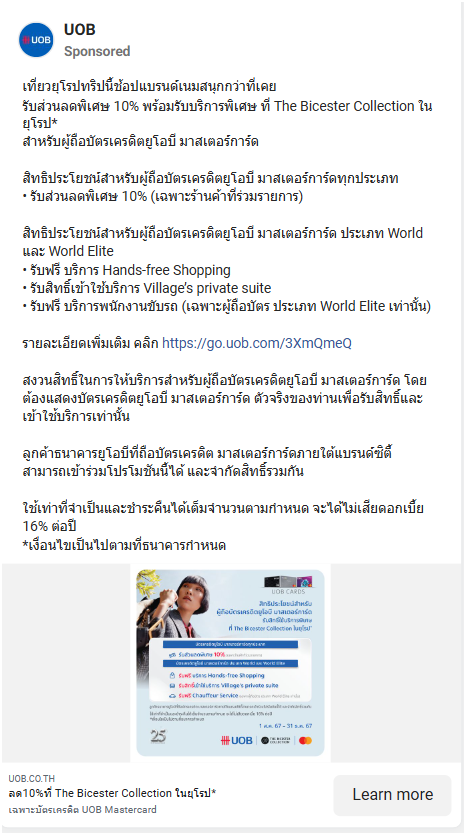 UOB
Sponsored
UOB
เที่ยวยุโรปทริปนี้ช้อปแบรนด์เนมสนุกกว่าที่เคย
รับส่วนลดพิเศษ 10% พร้อมรับบริการพิเศษ ที่ The Bicester Collection ใน
ยุโรป*
สำหรับผู้ถือบัตรเครดิตยูโอบี มาสเตอร์การ์ด
สิทธิประโยชน์สำหรับผู้ถือบัตรเครดิตยูโอบี มาสเตอร์การ์ดทุกประเภท
• รับส่วนลดพิเศษ 10% (เฉพาะร้านค้าที่ร่วมรายการ)
สิทธิประโยชน์สำหรับผู้ถือบัตรเครดิตยูโอบี มาสเตอร์การ์ด ประเภท World
และ World Elite
• รับฟรี บริการ Hands-free Shopping
• รับสิทธิ์เข้าใช้บริการ Village's private suite
• รับฟรี บริการพนักงานขับรถ (เฉพาะผู้ถือบัตร ประเภท World Elite เท่านั้น)
รายละเอียดเพิ่มเติม คลิก https://go.uob.com/3XmQmeQ
สงวนสิทธิ์ในการให้บริการสำหรับผู้ถือบัตรเครดิตยูโอบี มาสเตอร์การ์ด โดย
ต้องแสดงบัตรเครดิตยูโอบี มาสเตอร์การ์ด ตัวจริงของท่านเพื่อรับสิทธิ์และ
เข้าใช้บริการเท่านั้น
ลูกค้าธนาคารยูโอบีที่ถือบัตรเครดิต มาสเตอร์การ์ดภายใต้แบรนด์ซิตี้
สามารถเข้าร่วมโปรโมชันนี้ได้ และจำกัดสิทธิ์รวมกัน
ใช้เท่าที่จำเป็นและชำระคืนได้เต็มจำนวนตามกำหนด จะได้ไม่เสียดอกเบี้ย
16% ต่อปี
*เงื่อนไขเป็นไปตามที่ธนาคารกำหนด
UOB CARDS
สิทธิประโยชน์สำหรับ
ผู้ถือบัตรเครดิตยูโอบี มาสเตอร์การ์ด
รับสิทธิ์ใช้บริการพิเศษ
ที่ The Bicester Collection ในยุโรป*
รับส่วนลดพิเศษ 10%
รับฟรี บริการ Hands-free Shopping
รับสิทธิ์เข้าใช้บริการ Village's private suite
รับฟรี Chauffeur Service
1 ส.ค. 67 – 31 ธ.ค. 67
25
UOB
THE BICESTER COLLECTION
UOB.CO.TH
ลด10%ที่ The Bicester Collection ในยุโรป*
เฉพาะบัตรเครดิต UOB Mastercard
Learn more